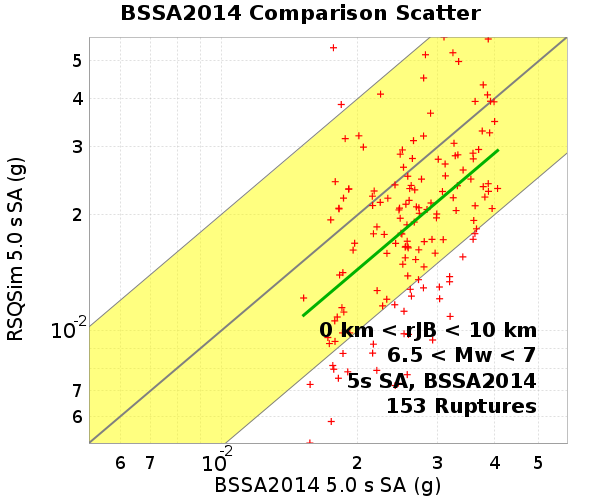 BSSA2014 Comparison Scatter
RSQSim 5.0 s SA (g)
5
4
3
2
10-2
7
6
0 km < rJB < 10 km
6.5 < Mw < 7
5s SA, BSSA2014
153 Ruptures
6 7 10-2 2 3 4 5
BSSA2014 5.0 s SA (g)